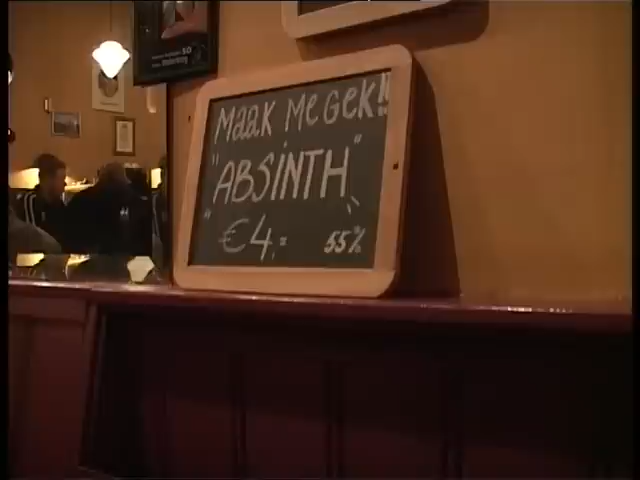 Maak Me Gek!!
"ABSiNTH"
€4,= 55%